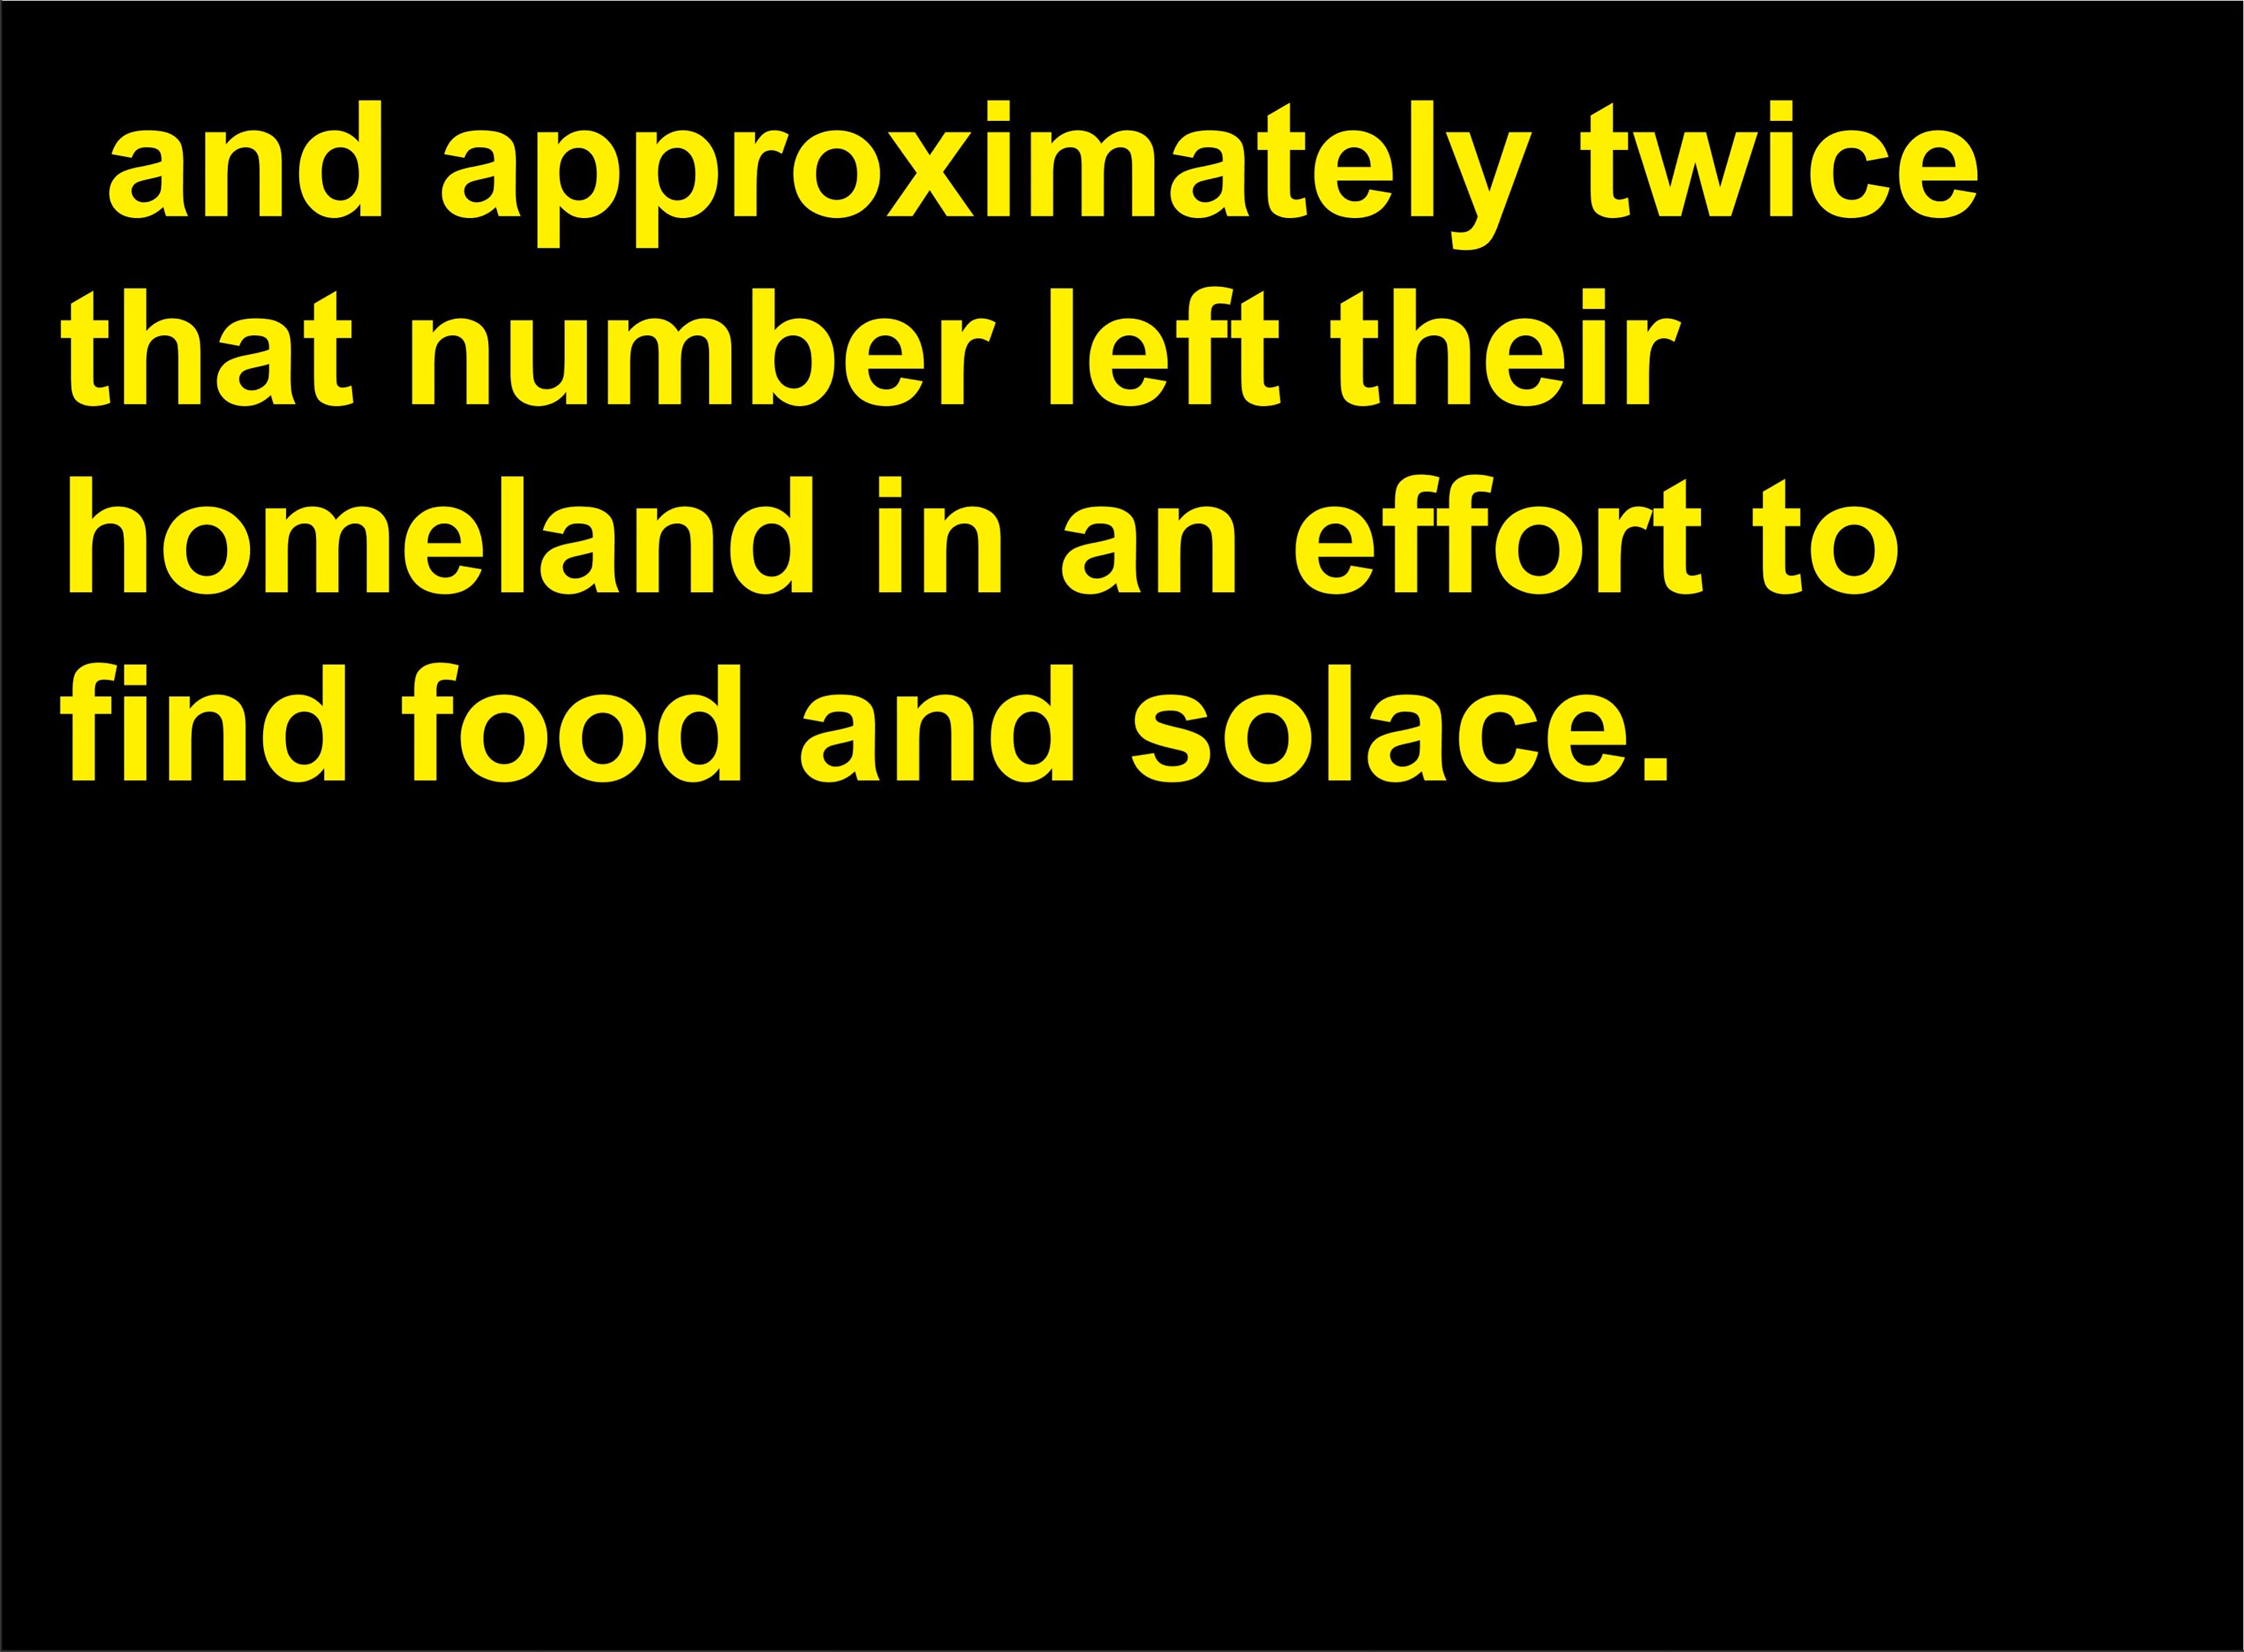 and approximately twice
that number left their
homeland in an effort to
find food and solace.